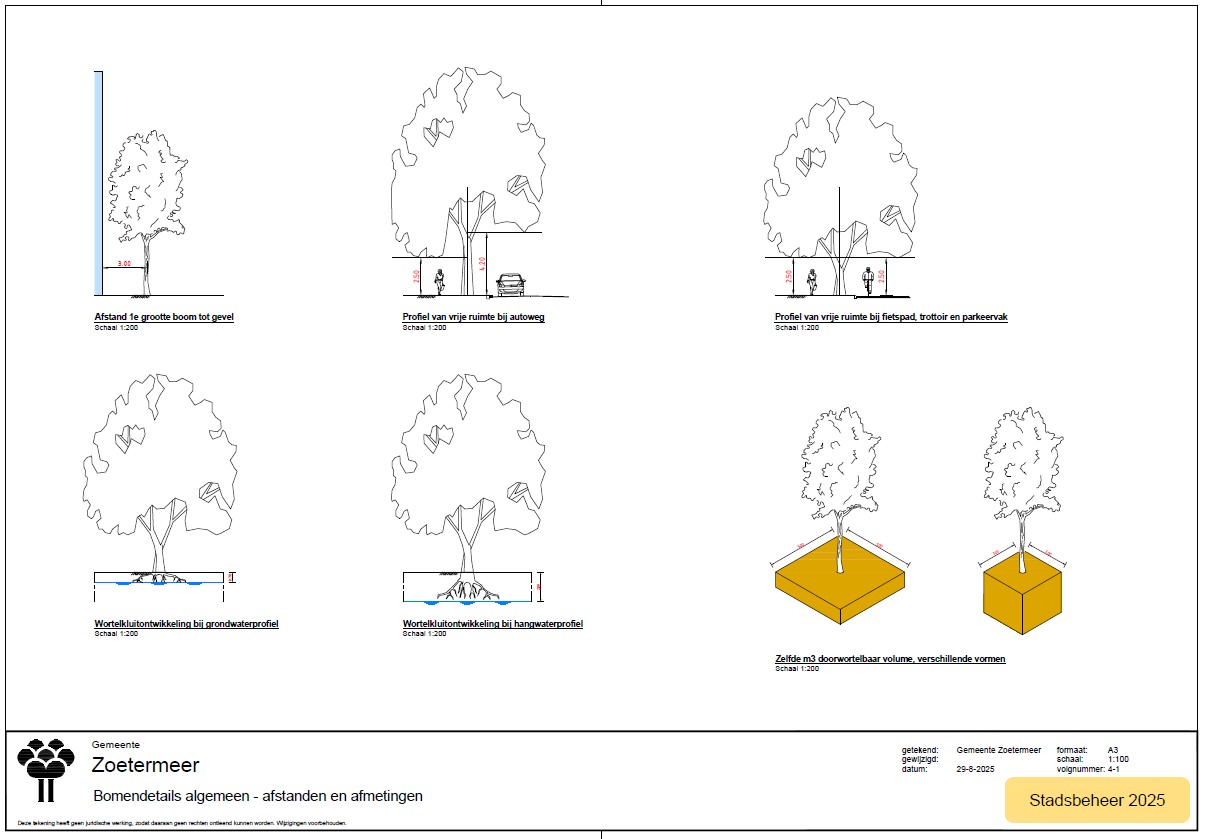 3.00
2.50
4.20
2.50
2.50
Afstand 1e grootte boom tot gevel
Schaal 1:200
Profiel van vrije ruimte bij autoweg
Schaal 1:200
Profiel van vrije ruimte bij fietspad, trottoir en parkeervak
Schaal 1:200
Wortelkluitontwikkeling bij grondwaterprofiel
Schaal 1:200
Wortelkluitontwikkeling bij hangwaterprofiel
Schaal 1:200
Zelfde m3 doorwortelbaar volume, verschillende vormen
Schaal 1:200
Gemeente
Zoetermeer
Bomendetails algemeen - afstanden en afmetingen
Deze tekening heeft geen juridische werking, zodat daaraan geen rechten ontleend kunnen worden. Wijzigingen voorbehouden.
getekend: Gemeente Zoetermeer formaat: A3
gewijzigd: schaal: 1:100
datum: 29-8-2025 volgnummer: 4-1
Stadsbeheer 2025